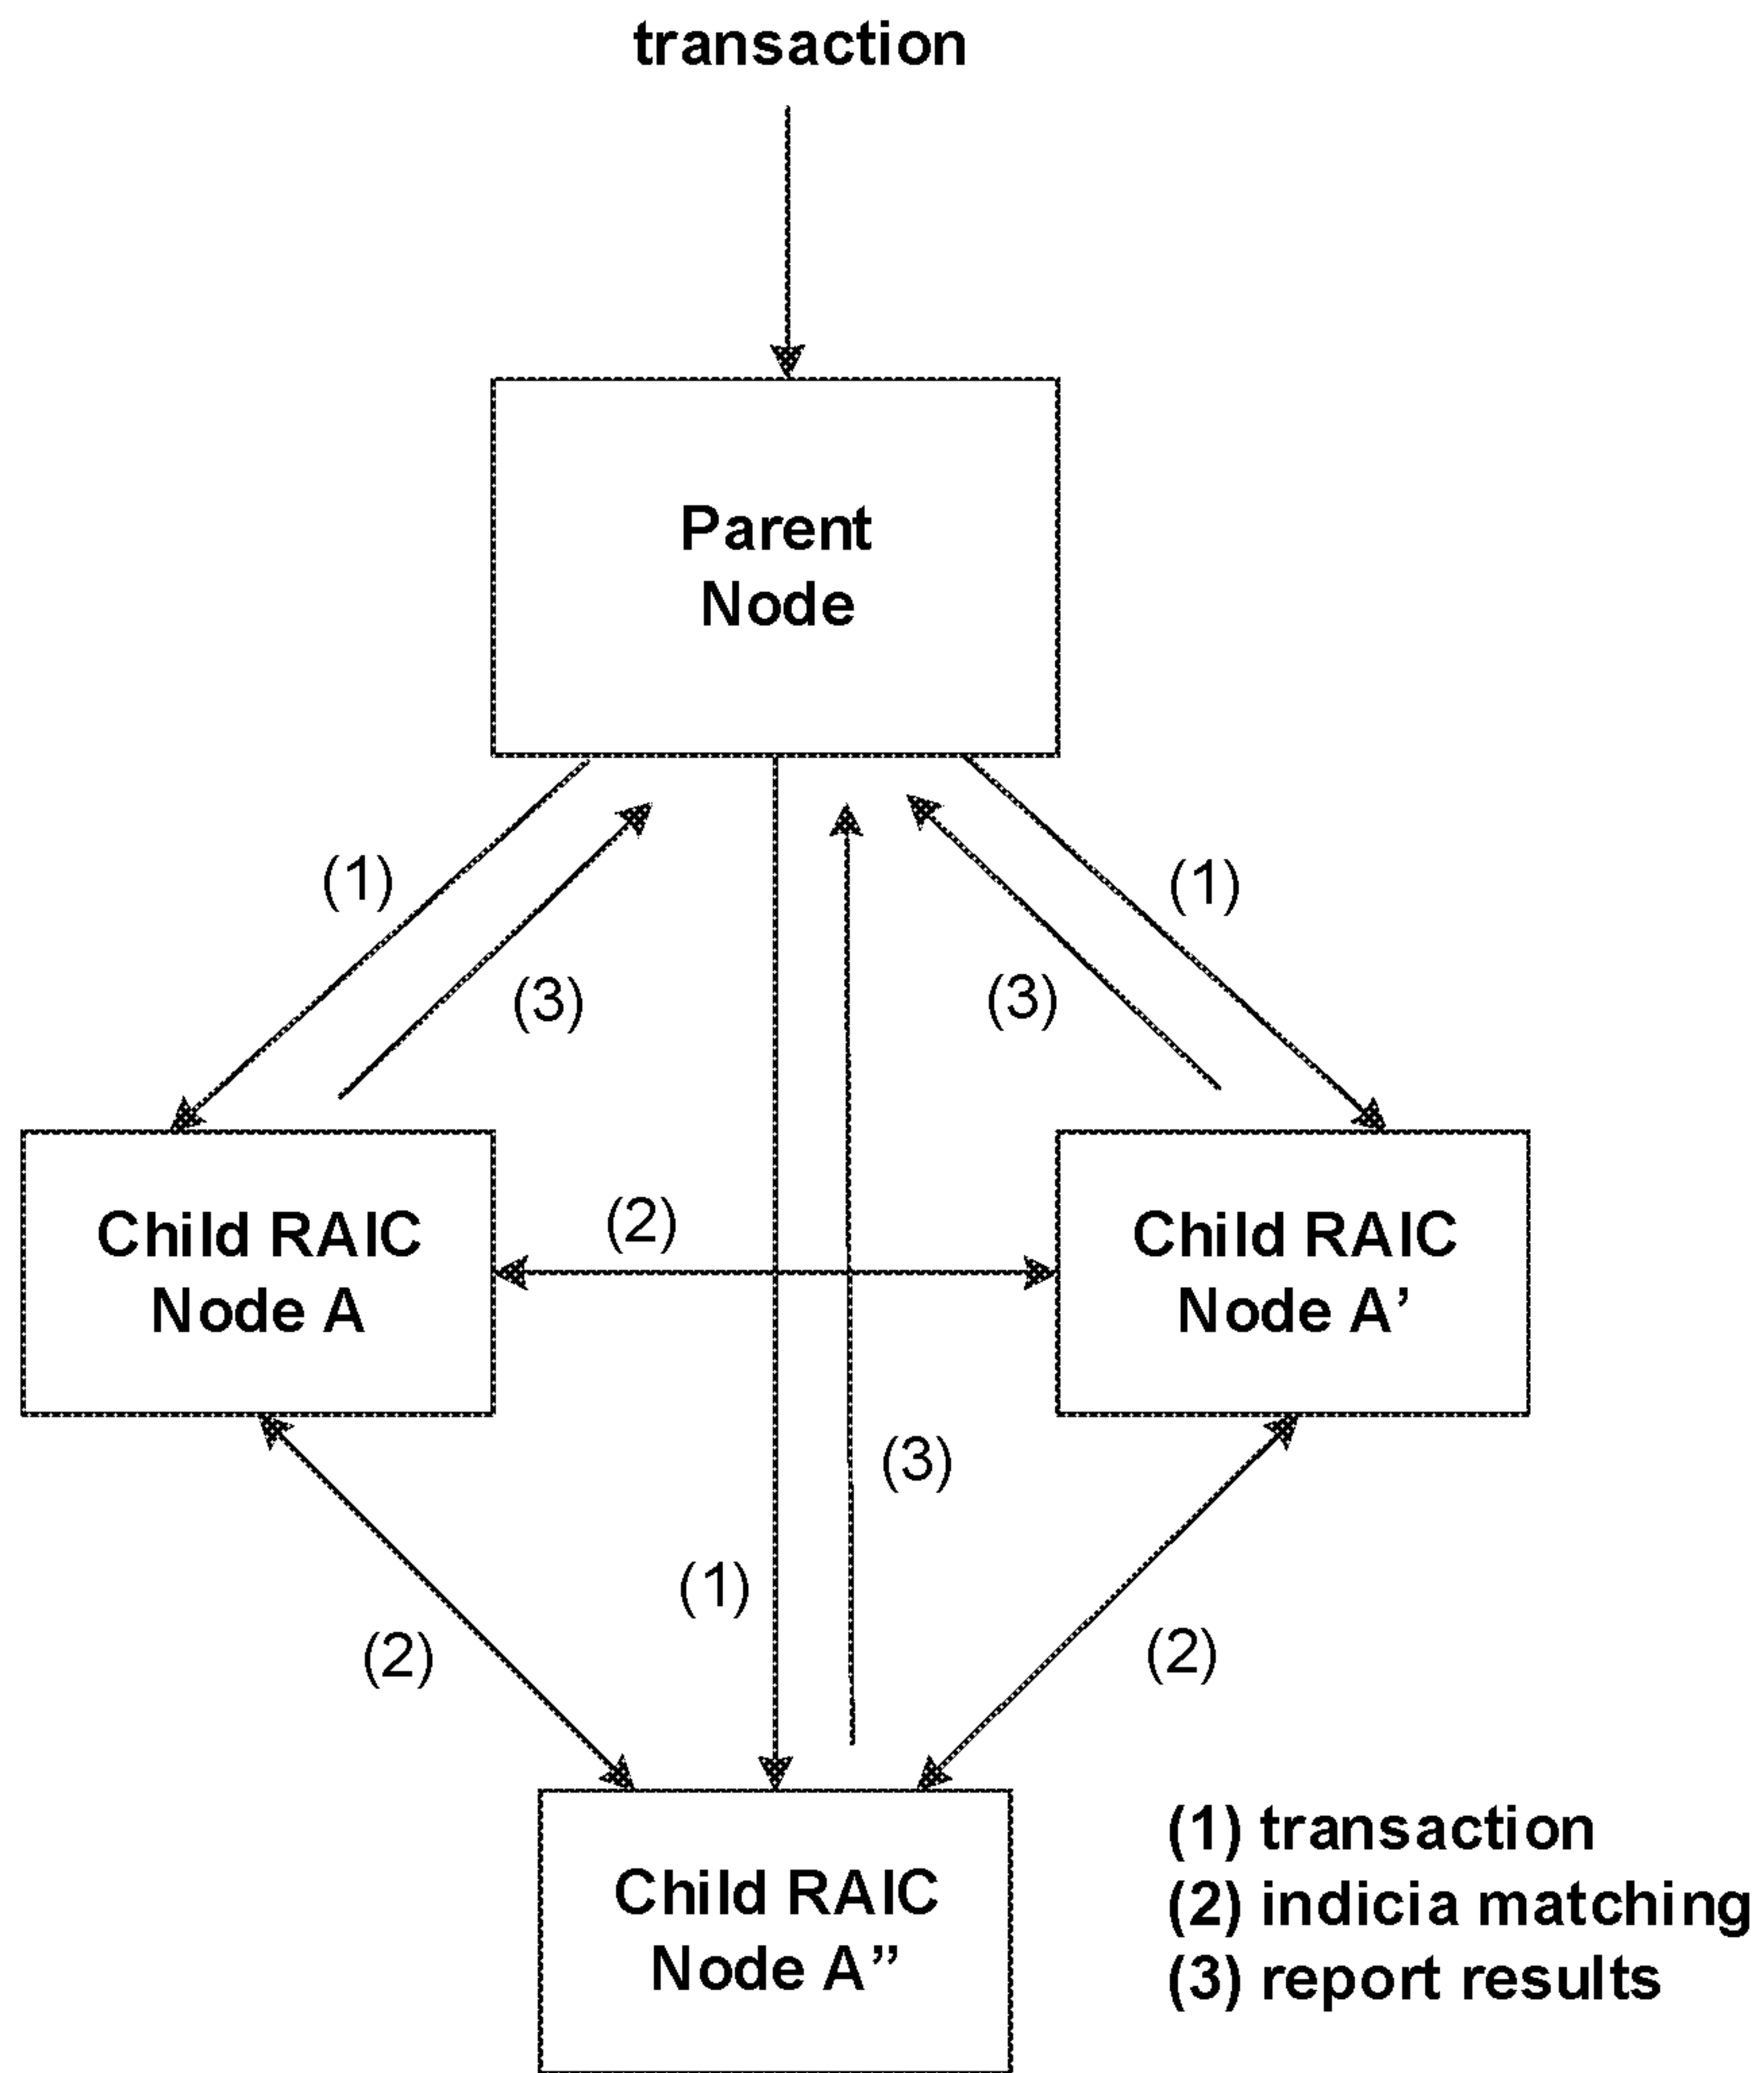 transaction
Parent
Node
(1)
(1)
(3)
(3)
Child RAIC
Node A
(2)
Child RAIC
Node A’
(3)
(1)
(2)
(2)
Child RAIC
Node A”
(1) transaction
(2) indicia matching
(3) report results